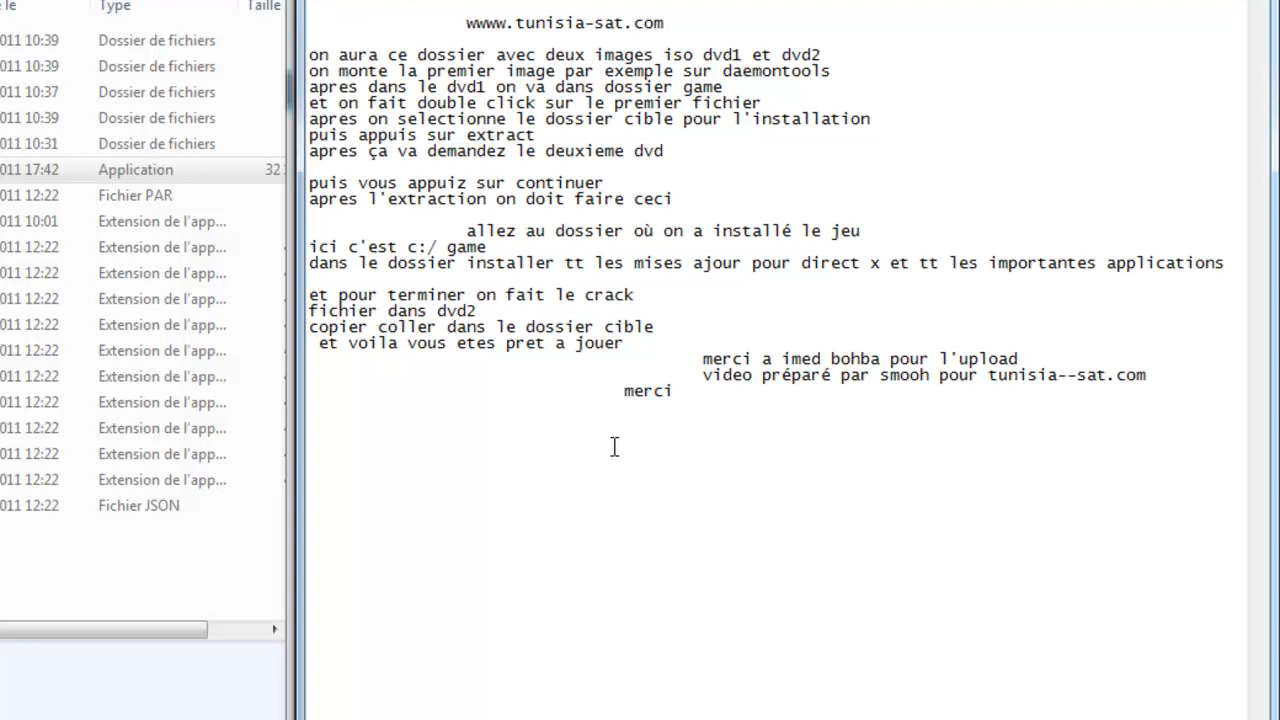 le Type Taille
wwww.tunisia-sat.com
011 10:39 Dossier de fichiers
on aura ce dossier avec deux images iso dvd1 et dvd2
011 10:39 Dossier de fichiers
on monte la premier image par exemple sur daemontools
011 10:37 Dossier de fichiers
apres dans le dvd1 on va dans dossier game
et on fait double click sur le premier fichier
011 10:39 Dossier de fichiers
apres on selectionne le dossier cible pour l'installation
puis appuis sur extract
011 10:31 Dossier de fichiers
apres ça va demandez le deuxieme dvd
011 17:42 Application 32
puis vous appuiz sur continuer
011 12:22 Fichier PAR
apres l'extraction on doit faire ceci
011 10:01 Extension de l'app...
allez au dossier où on a installé le jeu
011 12:22 Extension de l'app...
ici c'est c:/ game
dans le dossier installer tt les mises ajour pour direct x et tt les importantes applications
011 12:22 Extension de l'app...
011 12:22 Extension de l'app...
et pour terminer on fait le crack
fichier dans dvd2
011 12:22 Extension de l'app...
copier coller dans le dossier cible
011 12:22 Extension de l'app...
et voila vous etes pret a jouer
merci a imed bohba pour l'upload
011 12:22 Extension de l'app...
video préparé par smooh pour tunisia--sat.com
merci
011 12:22 Extension de l'app...
011 12:22 Extension de l'app...
011 12:22 Extension de l'app...
011 12:22 Extension de l'app...
011 12:22 Fichier JSON